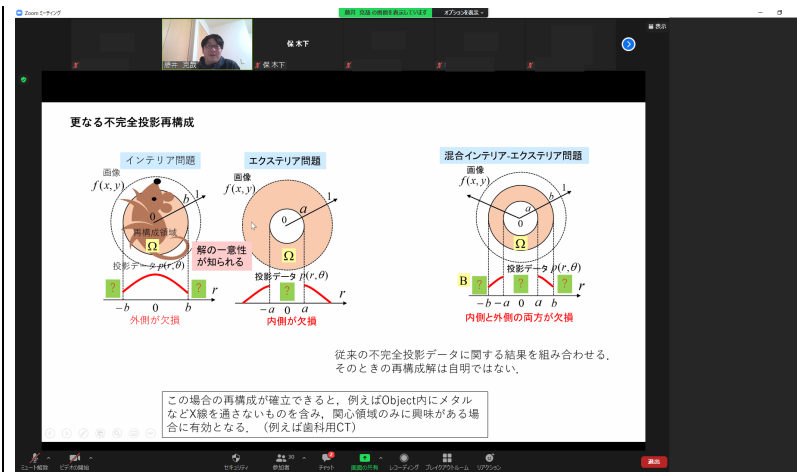 Zoom ミーティング
藤井 克哉 の画面を表示しています
オプションを表示
表示
藤井 克哉
保 木下
保 木下
更なる不完全投影再構成
インテリア問題
エクステリア問題
混合インテリア-エクステリア問題
画像
f(x, y)
b
1
0
再構成領域
Ω
解の一意性
が知られる
投影データ p(r,θ)
?
?
r
−b 0 b
外側が欠損
画像
f(x, y)
a
1
0
Ω
投影データ p(r,θ)
?
r
−a 0 a
内側が欠損
画像
f(x, y)
b
1
a
0
Ω
投影データ p(r,θ)
B
?
?
?
r
−b −a 0 a b
内側と外側の両方が欠損
従来の不完全投影データに関する結果を組み合わせる．
そのときの再構成解は自明ではない．
この場合の再構成が確立できると，例えばObject内にメタル
などX線を通さないものを含み，関心領域のみに興味がある場
合に有効となる．（例えば歯科用CT）
ミュート解除
ビデオの開始
セキュリティ
参加者
10
チャット
画面の共有
レコーディング
ブレイクアウトルーム
リアクション
退出